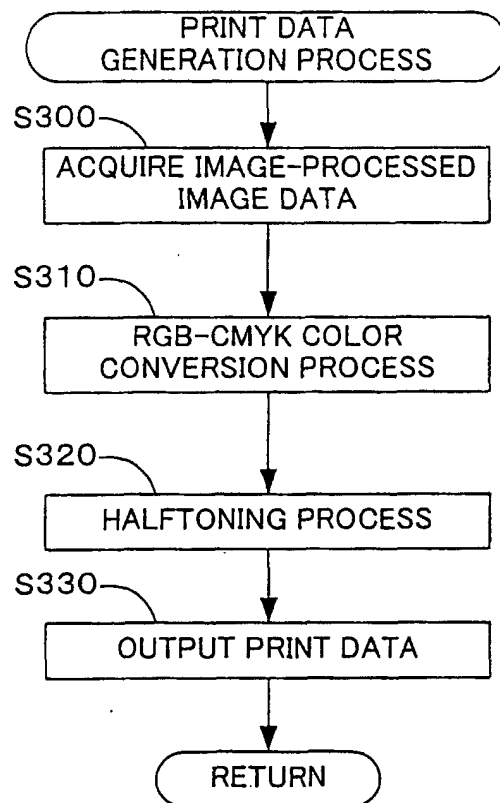 PRINT DATA
GENERATION PROCESS
S300
ACQUIRE IMAGE-PROCESSED
IMAGE DATA
S310
RGB-CMYK COLOR
CONVERSION PROCESS
S320
HALFTONING PROCESS
S330
OUTPUT PRINT DATA
RETURN